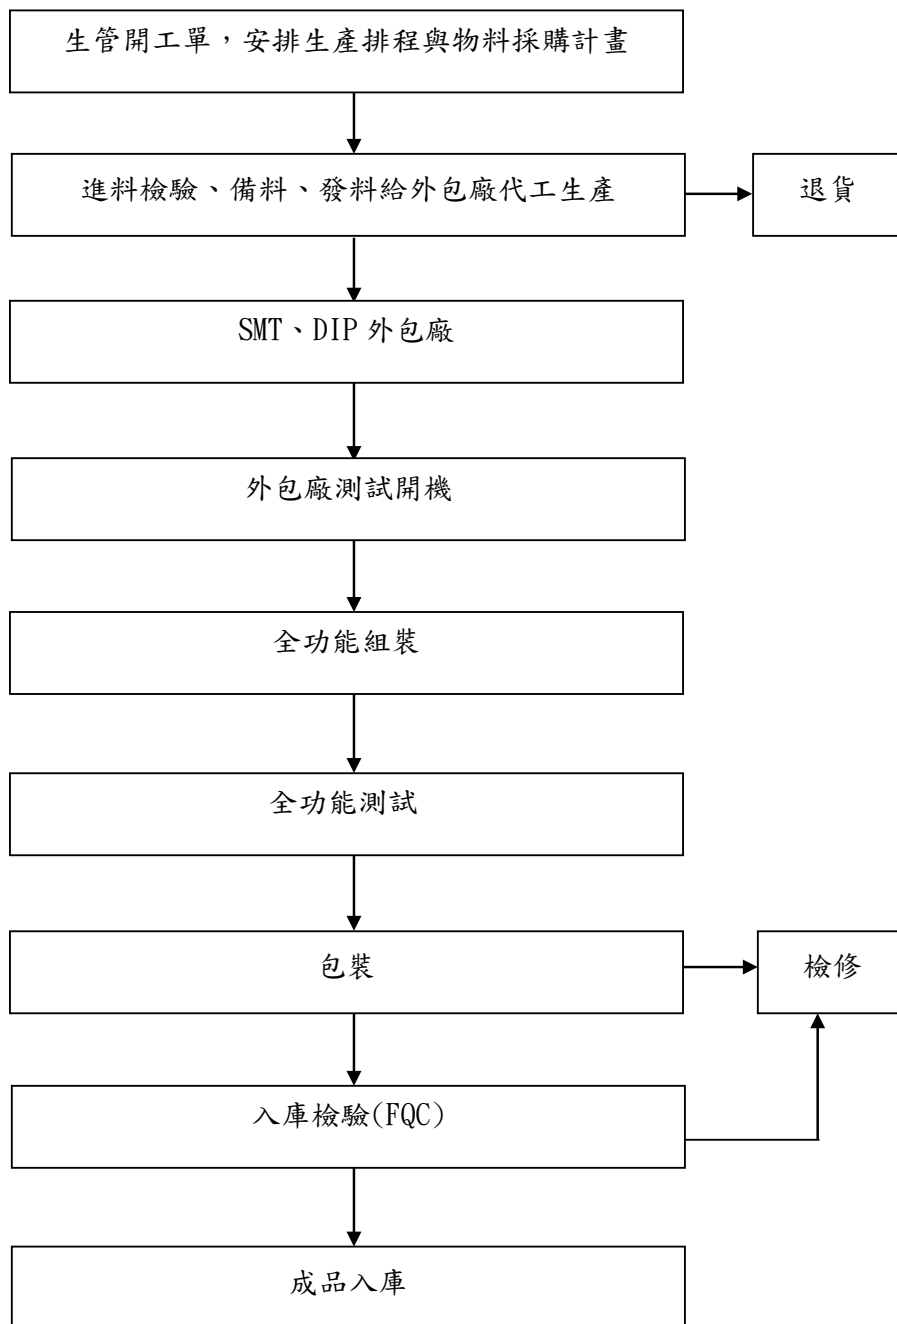 生管開工單，安排生產排程與物料採購計畫
進料檢驗、備料、發料給外包廠代工生產
退貨
SMT、DIP 外包廠
外包廠測試開機
全功能組裝
全功能測試
包裝
檢修
入庫檢驗(FQC)
成品入庫